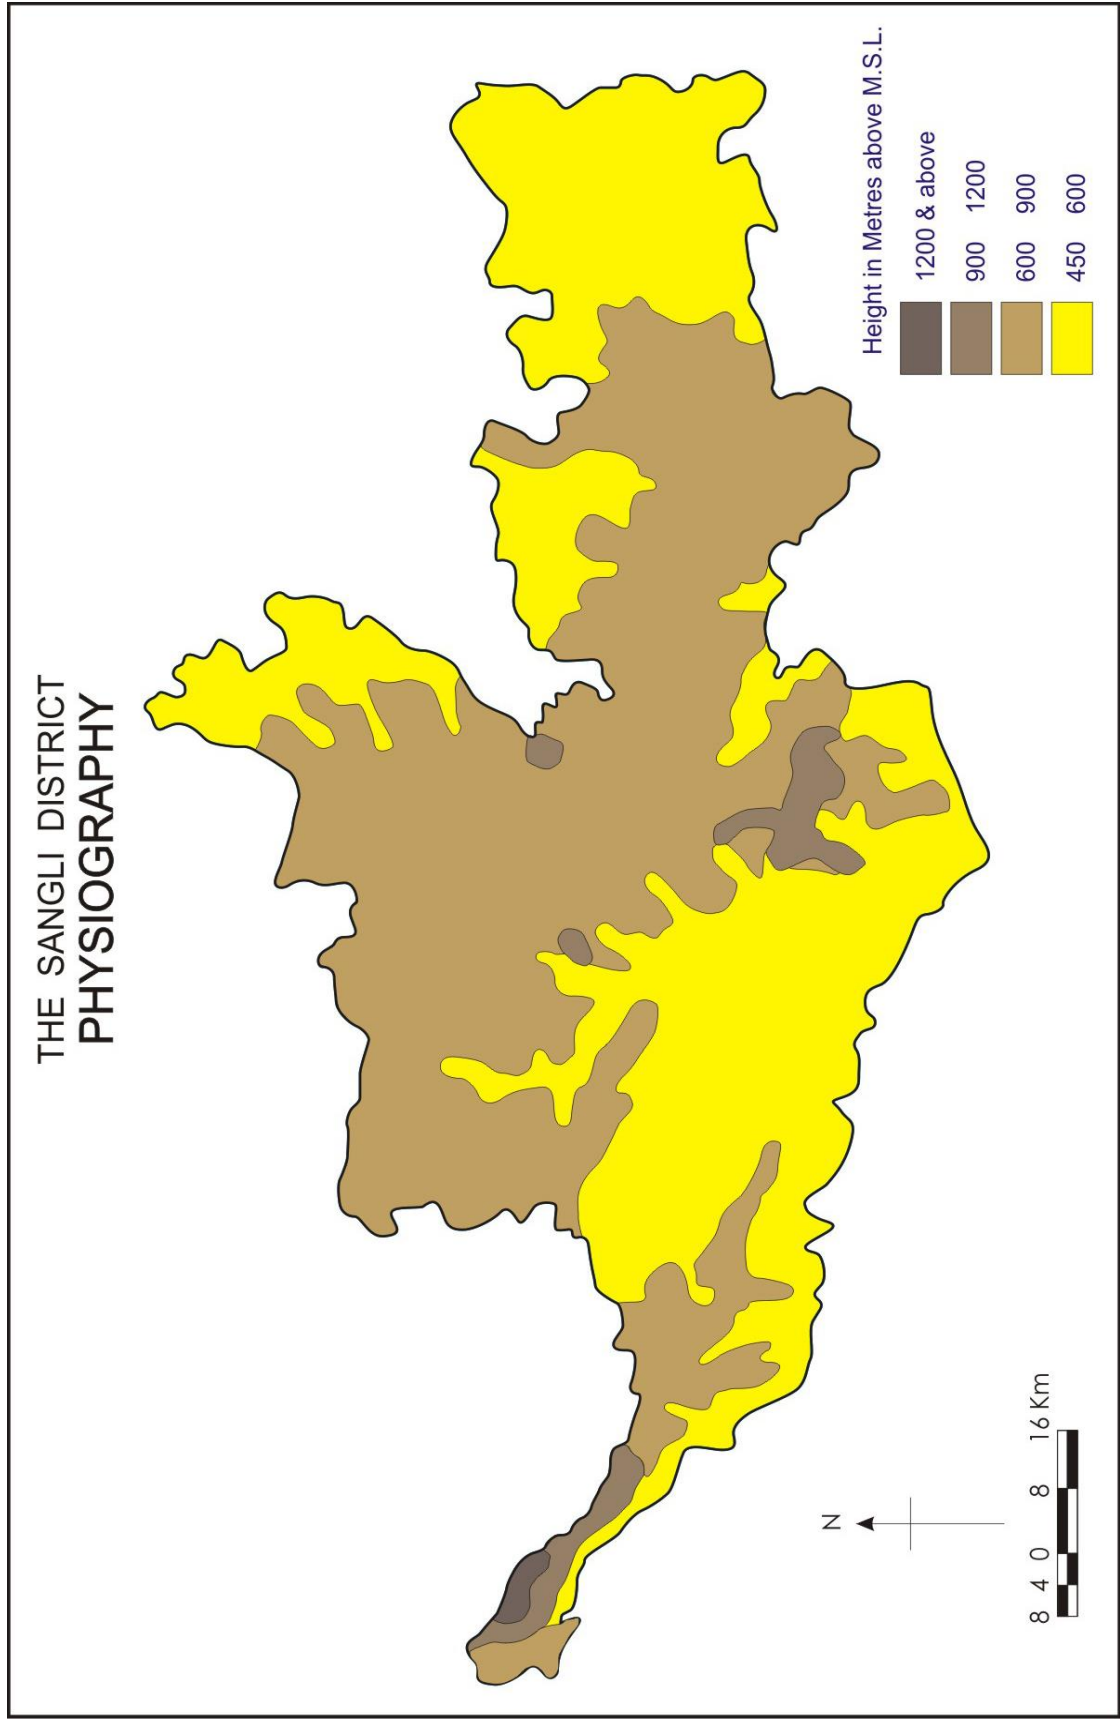 THE SANGLI DISTRICT
PHYSIOGRAPHY
Height in Metres above M.S.L.
1200 & above
900 1200
600 900
450 600
N
8 4 0 8 16 Km